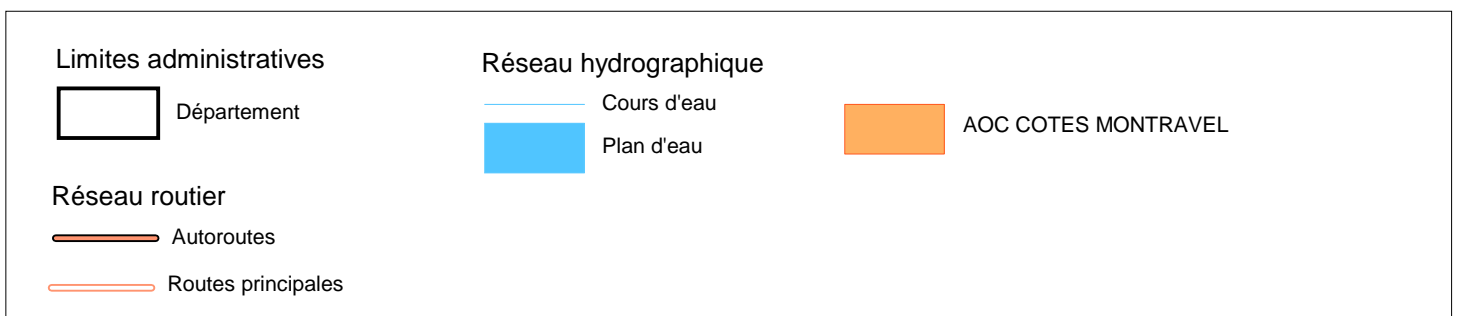 Limites administratives
Département
Réseau routier
Autoroutes
Routes principales
Réseau hydrographique
Cours d'eau
Plan d'eau
AOC COTES MONTRAVEL